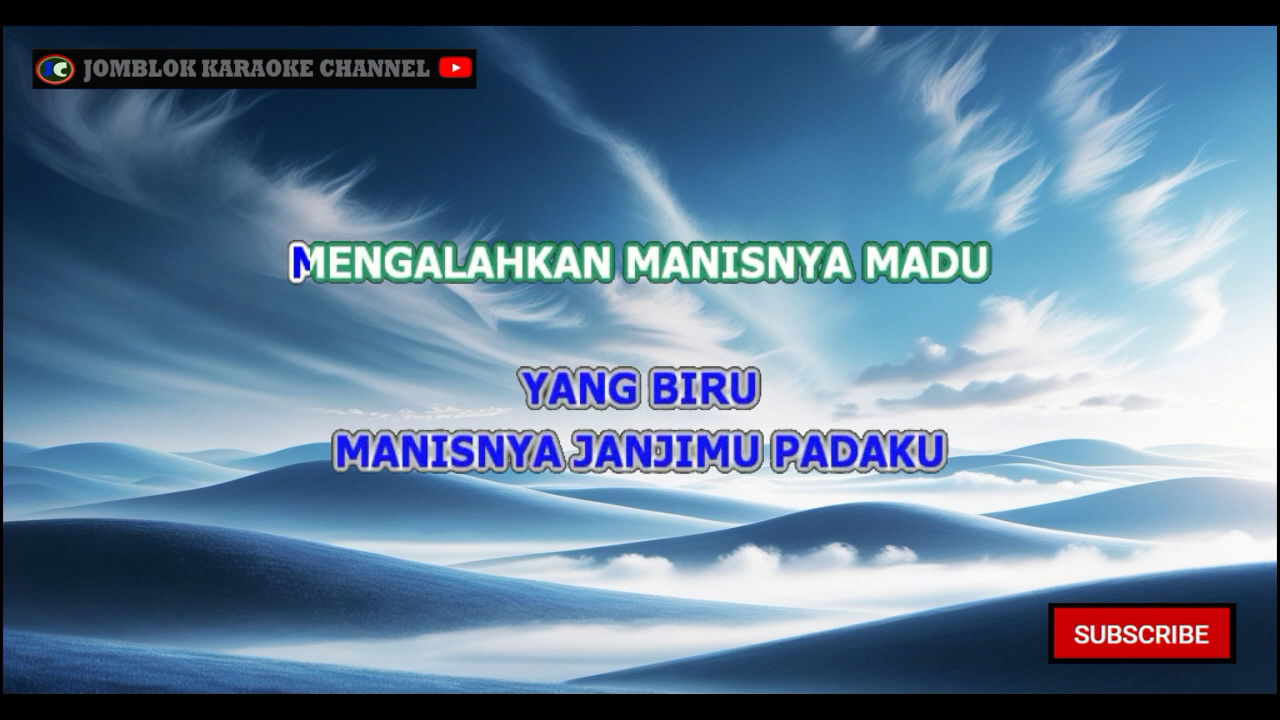 JOMBLOK KARAOKE CHANNEL
MENGALAHKAN MANISNYA MADU
YANG BIRU
MANISNYA JANJIMU PADAKU
SUBSCRIBE